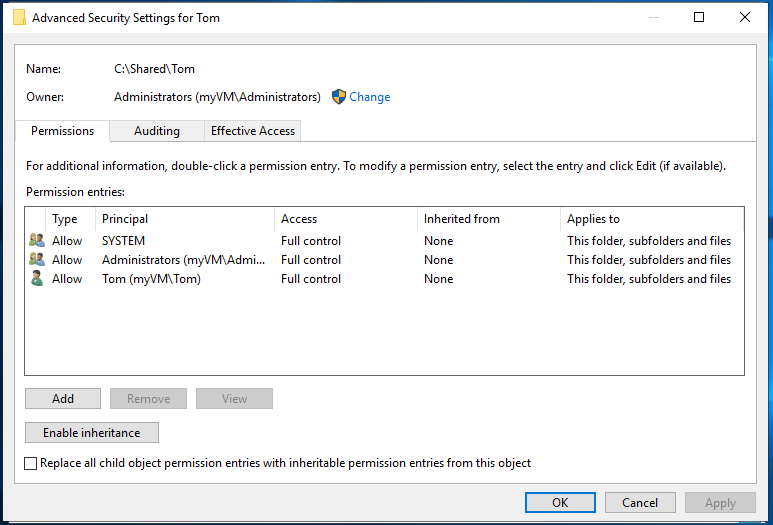 Advanced Security Settings for Tom
Name: C:\Shared\Tom
Owner: Administrators (myVM\Administrators) Change
Permissions Auditing Effective Access
For additional information, double-click a permission entry. To modify a permission entry, select the entry and click Edit (if available).
Permission entries:
Type Principal Access Inherited from Applies to
Allow SYSTEM Full control None This folder, subfolders and files
Allow Administrators (myVM\Admi... Full control None This folder, subfolders and files
Allow Tom (myVM\Tom) Full control None This folder, subfolders and files
Add Remove View
Enable inheritance
Replace all child object permission entries with inheritable permission entries from this object
OK Cancel Apply